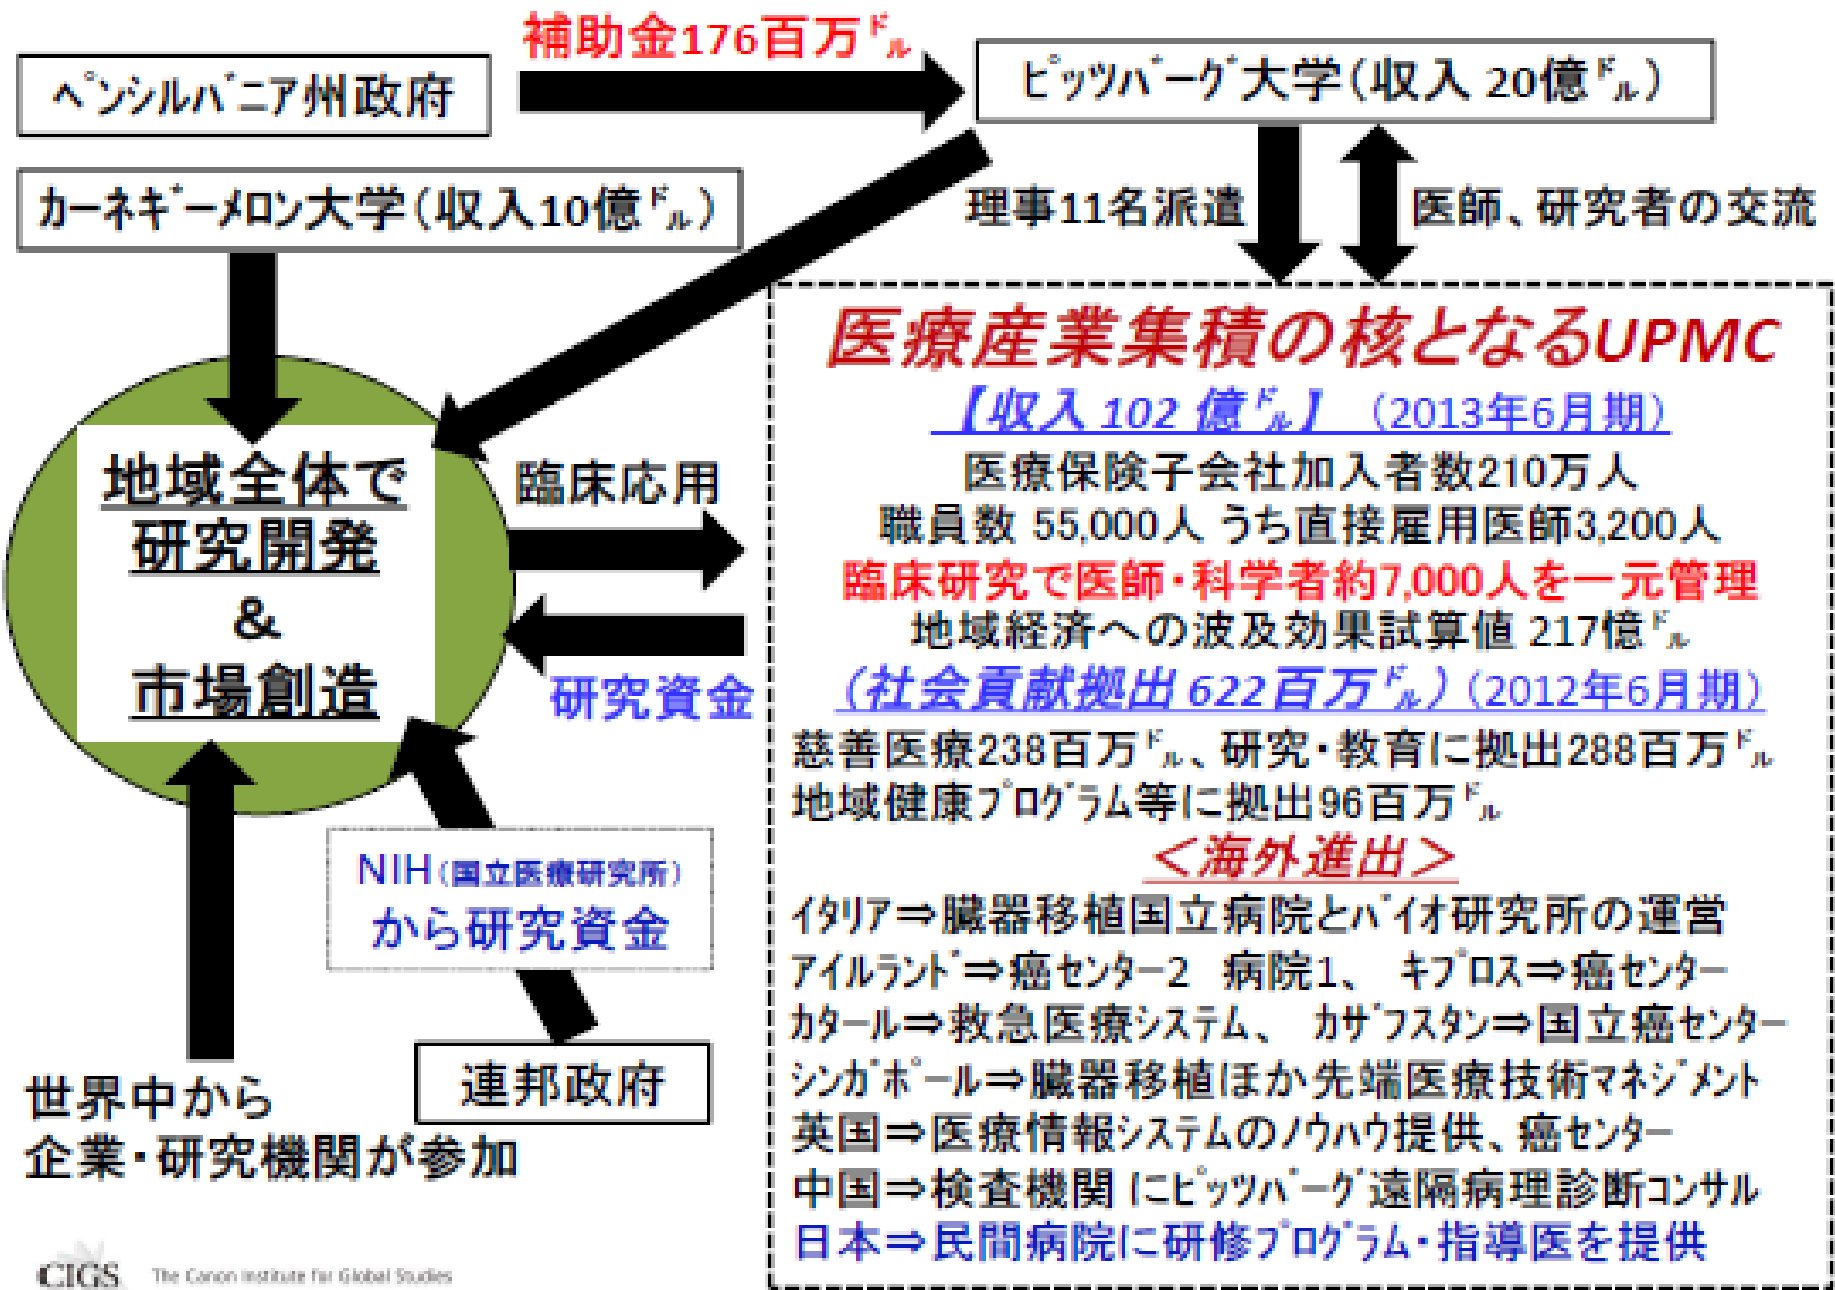 補助金176百万㌦
ﾍﾟﾝｼﾙﾊﾞﾆｱ州政府
ﾋﾟｯﾂﾊﾞｰｸﾞ大学(収入 20億㌦)
ｶｰﾈｷﾞｰﾒﾛﾝ大学(収入10億㌦)
理事11名派遣
医師、研究者の交流
地域全体で
研究開発
&
市場創造
臨床応用
研究資金
NIH(国立医療研究所)
から研究資金
連邦政府
世界中から
企業・研究機関が参加
医療産業集積の核となるUPMC
【収入 102 億㌦】 (2013年6月期)
医療保険子会社加入者数210万人
職員数 55,000人 うち直接雇用医師3,200人
臨床研究で医師・科学者約7,000人を一元管理
地域経済への波及効果試算値 217億㌦
(社会貢献拠出 622百万㌦) (2012年6月期)
慈善医療238百万㌦、研究・教育に拠出288百万㌦
地域健康ﾌﾟﾛｸﾞﾗﾑ等に拠出96百万㌦
＜海外進出＞
ｲﾀﾘｱ⇒臓器移植国立病院とﾊﾞｲｵ研究所の運営
ｱｲﾙﾗﾝﾄﾞ⇒癌ｾﾝﾀｰ2 病院1、 ｷﾌﾟﾛｽ⇒癌ｾﾝﾀｰ
ｶﾀｰﾙ⇒救急医療ｼｽﾃﾑ、 ｶｻﾞﾌｽﾀﾝ⇒国立癌ｾﾝﾀｰ
ｼﾝｶﾞﾎﾟｰﾙ⇒臓器移植ほか先端医療技術ﾏﾈｼﾞﾒﾝﾄ
英国⇒医療情報ｼｽﾃﾑのﾉｳﾊｳ提供、癌ｾﾝﾀｰ
中国⇒検査機関 にﾋﾟｯﾂﾊﾞｰｸﾞ遠隔病理診断ｺﾝｻﾙ
日本⇒民間病院に研修ﾌﾟﾛｸﾞﾗﾑ・指導医を提供
CIGS The Canon Institute for Global Studies